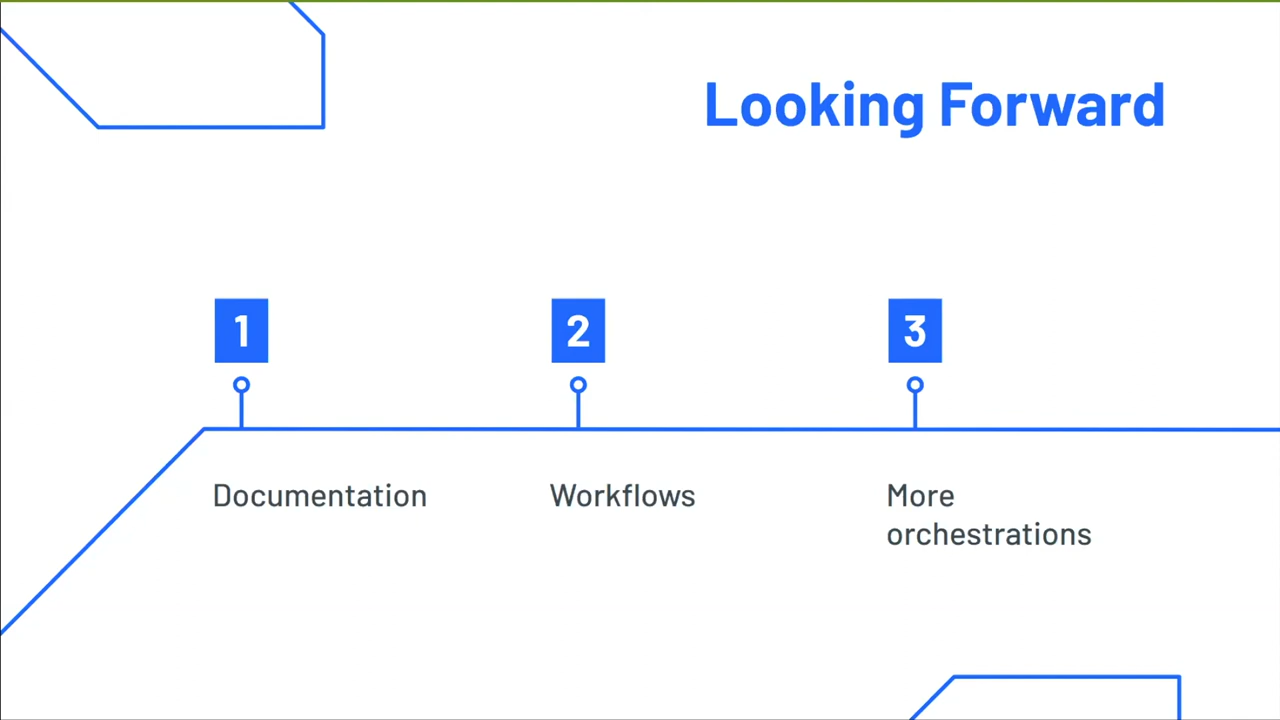 Looking Forward
1
2
3
Documentation
Workflows
More
orchestrations